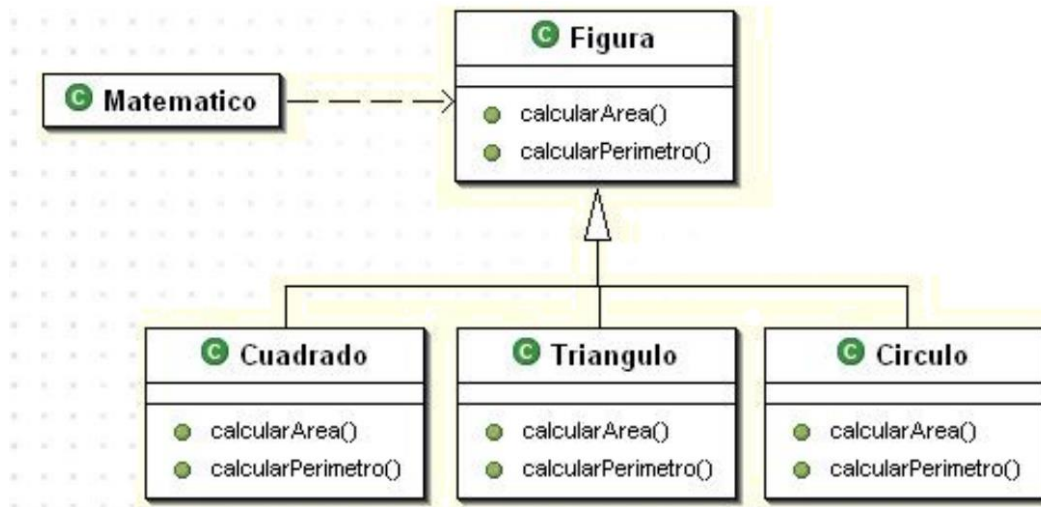 C Figura
C Matematico
calcularArea()
calcularPerimetro()
C Cuadrado
calcularArea()
calcularPerimetro()
C Triangulo
calcularArea()
calcularPerimetro()
C Circulo
calcularArea()
calcularPerimetro()